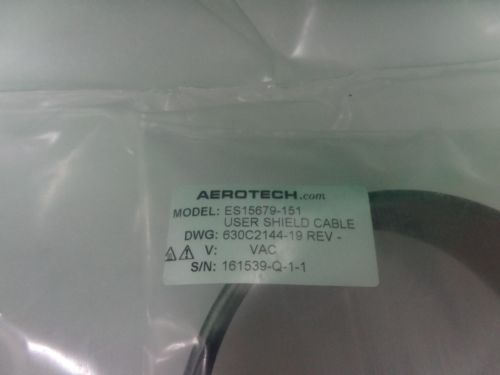 AEROTECH.com
MODEL: ES15679-151
USER SHIELD CABLE
DWG: 630C2144-19 REV -
V: VAC
S/N: 161539-Q-1-1